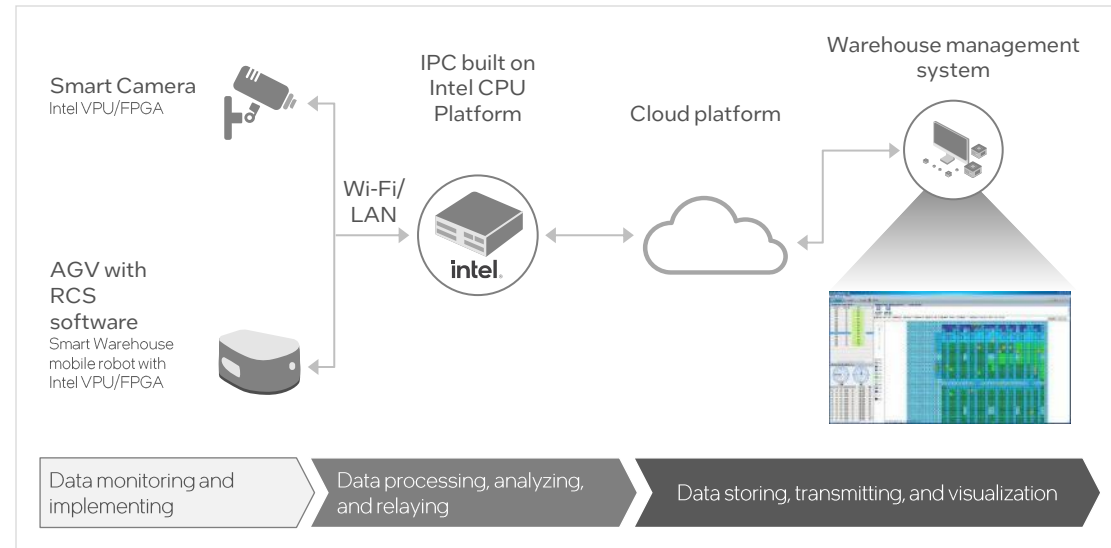 Smart Camera
Intel VPU/FPGA
AGV with
RCS
software
Smart Warehouse
mobile robot with
Intel VPU/FPGA
Wi-Fi/
LAN
IPC built on
Intel CPU
Platform
intel.
Cloud platform
Warehouse management
system
Data monitoring and
implementing
Data processing, analyzing,
and relaying
Data storing, transmitting, and visualization